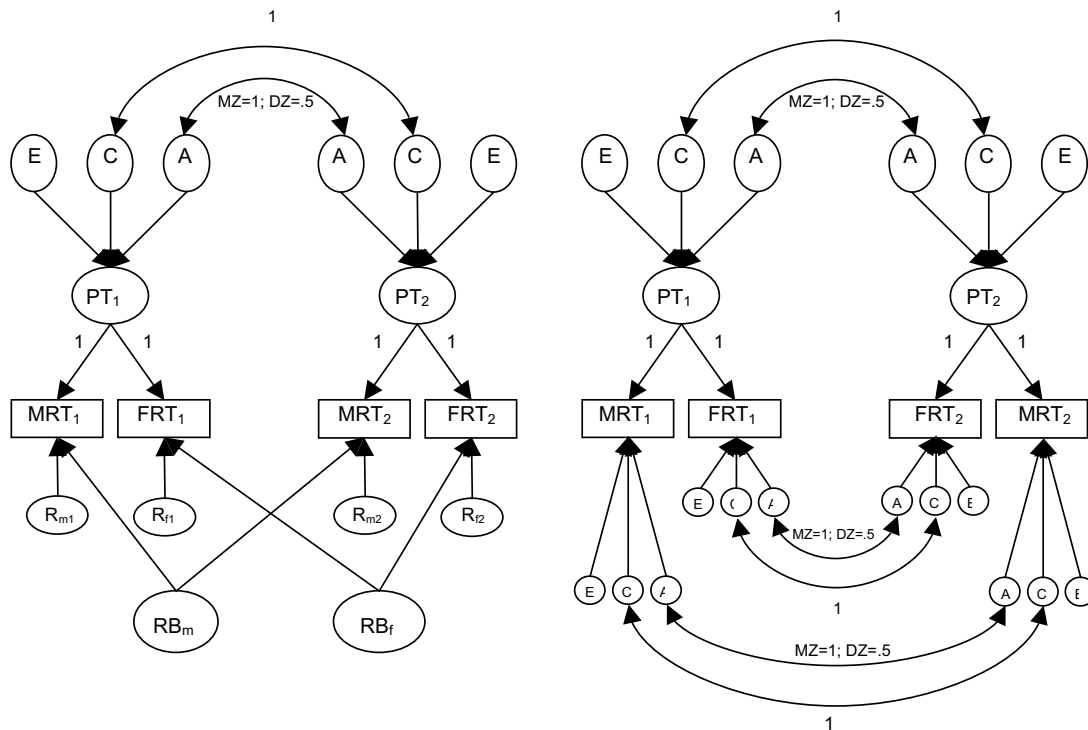 1
MZ=1; DZ=.5
E C A A C E
PT1 PT2
1 1 1 1
MRT1 FRT1 MRT2 FRT2
Rm1 Rf1 Rm2 Rf2
RBm RBf
1
MZ=1; DZ=.5
E C A A C E
PT1 PT2
1 1 1 1
MRT1 FRT1 FRT2 MRT2
E A C
MZ=1; DZ=.5
E C A C
1
MZ=1; DZ=.5
1